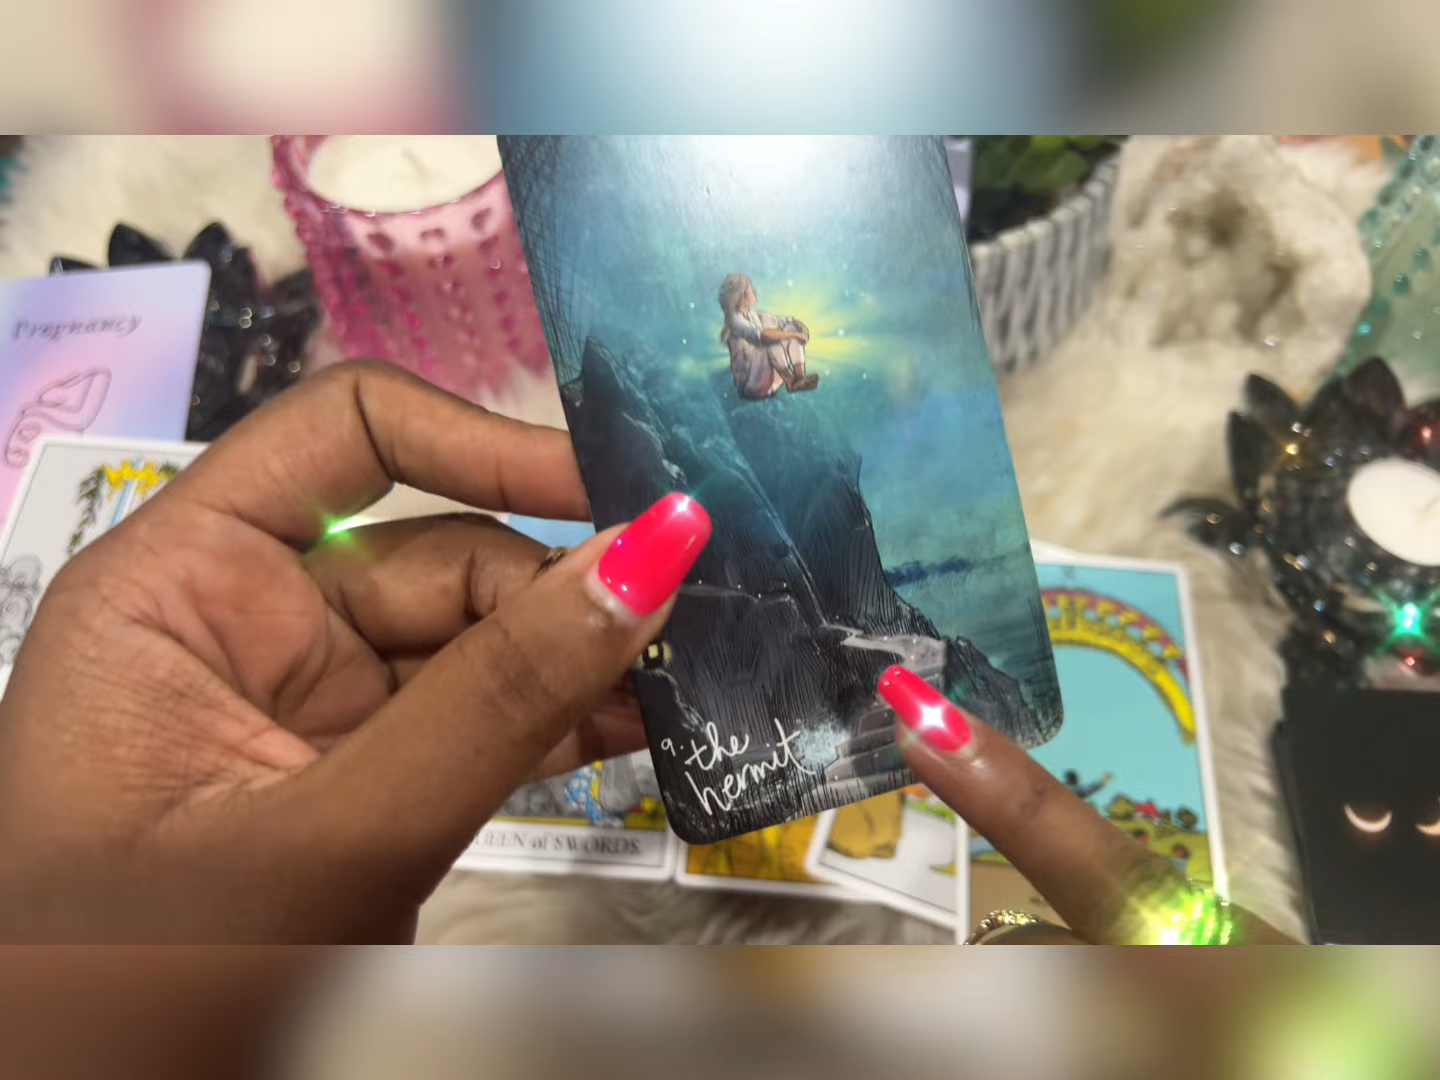 Pregnancy
9. the
hermit
QUEEN of SWORDS